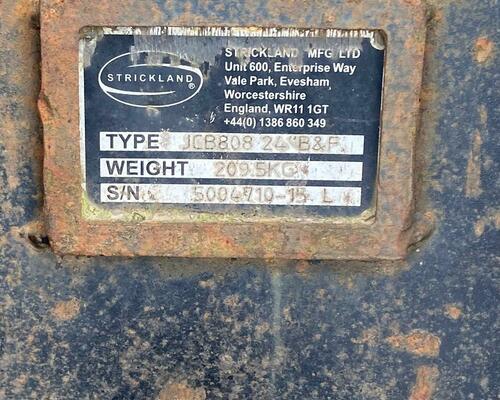 STRICKLAND®
STRICKLAND MFG LTD
Unit 600, Enterprise Way
Vale Park, Evesham
Worcestershire
England, WR11 1GT
+44(0) 1386 860 349
TYPE JCB808 24" B&F
WEIGHT 209.5KG
S/N 5004710-15 L